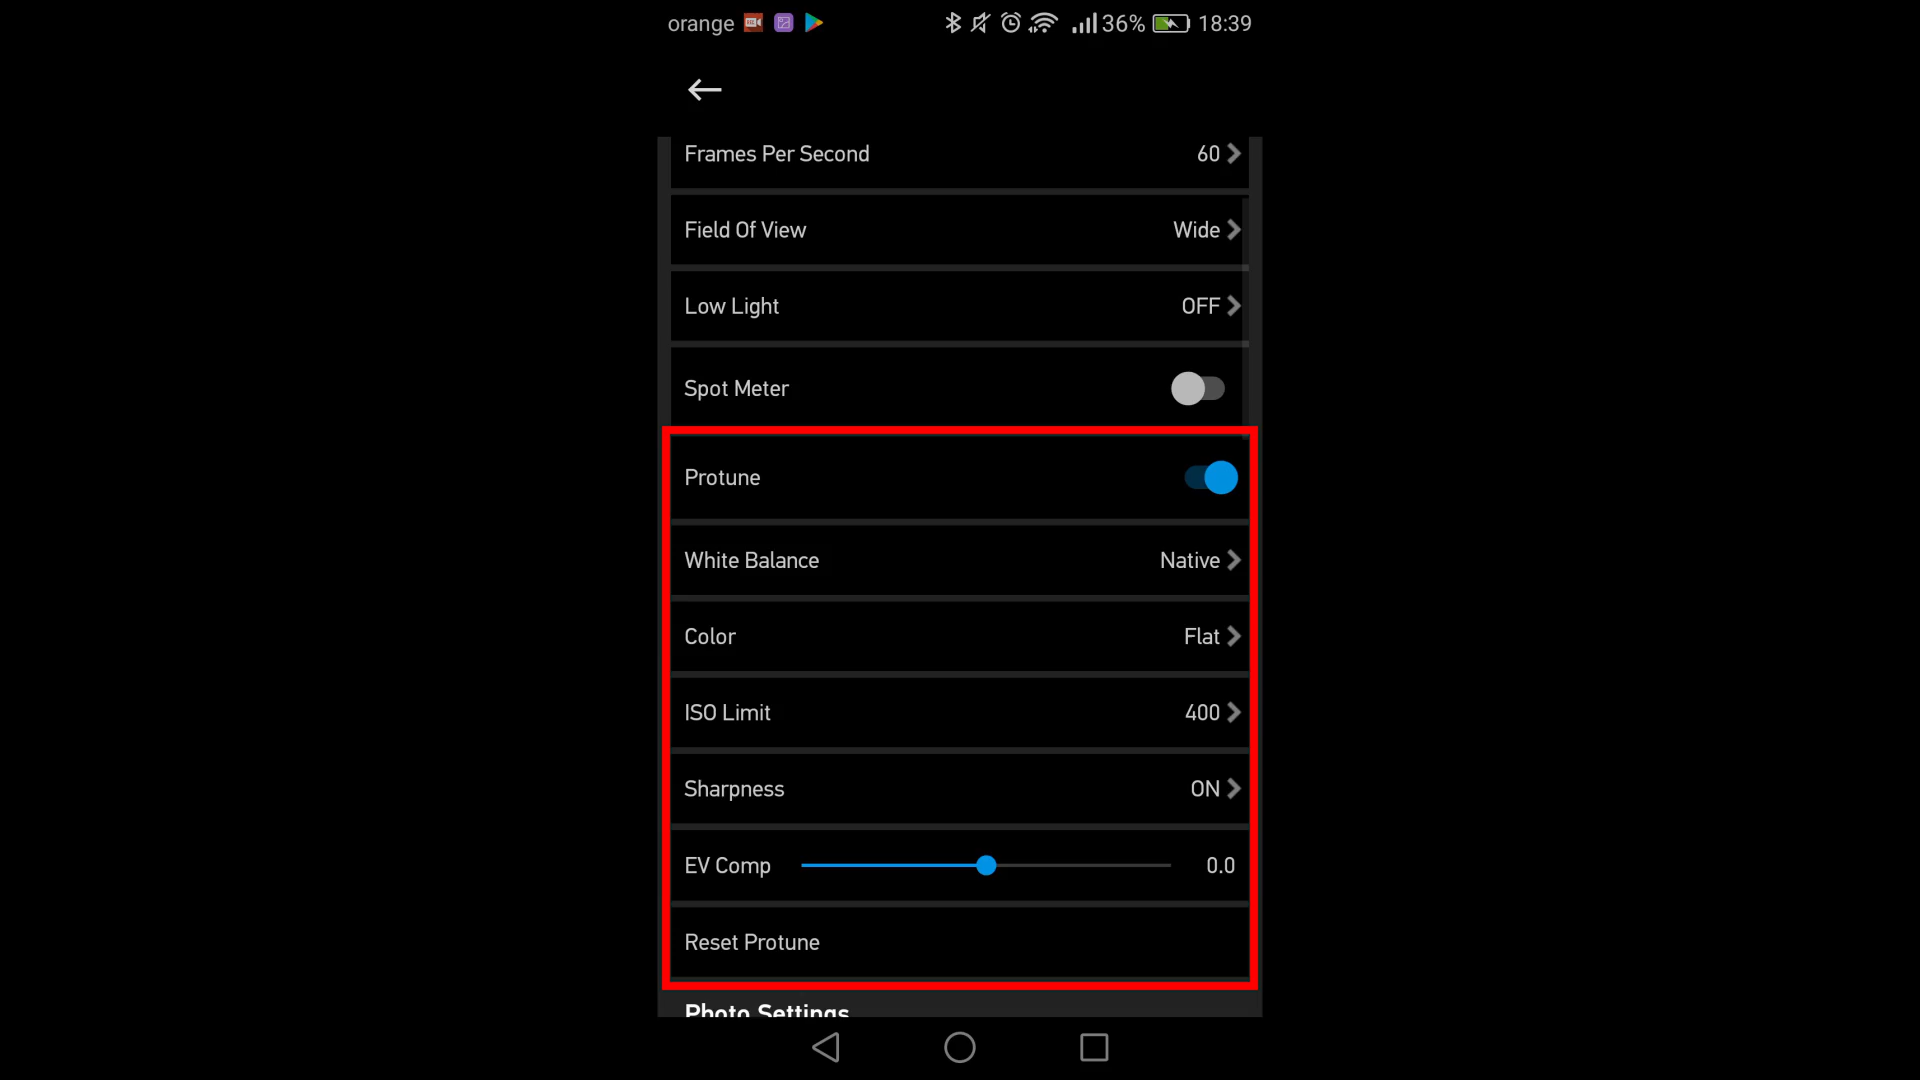 orange 36% 18:39
Frames Per Second 60
Field Of View Wide
Low Light OFF
Spot Meter
Protune
White Balance Native
Color Flat
ISO Limit 400
Sharpness ON
EV Comp 0.0
Reset Protune
Photo Settings